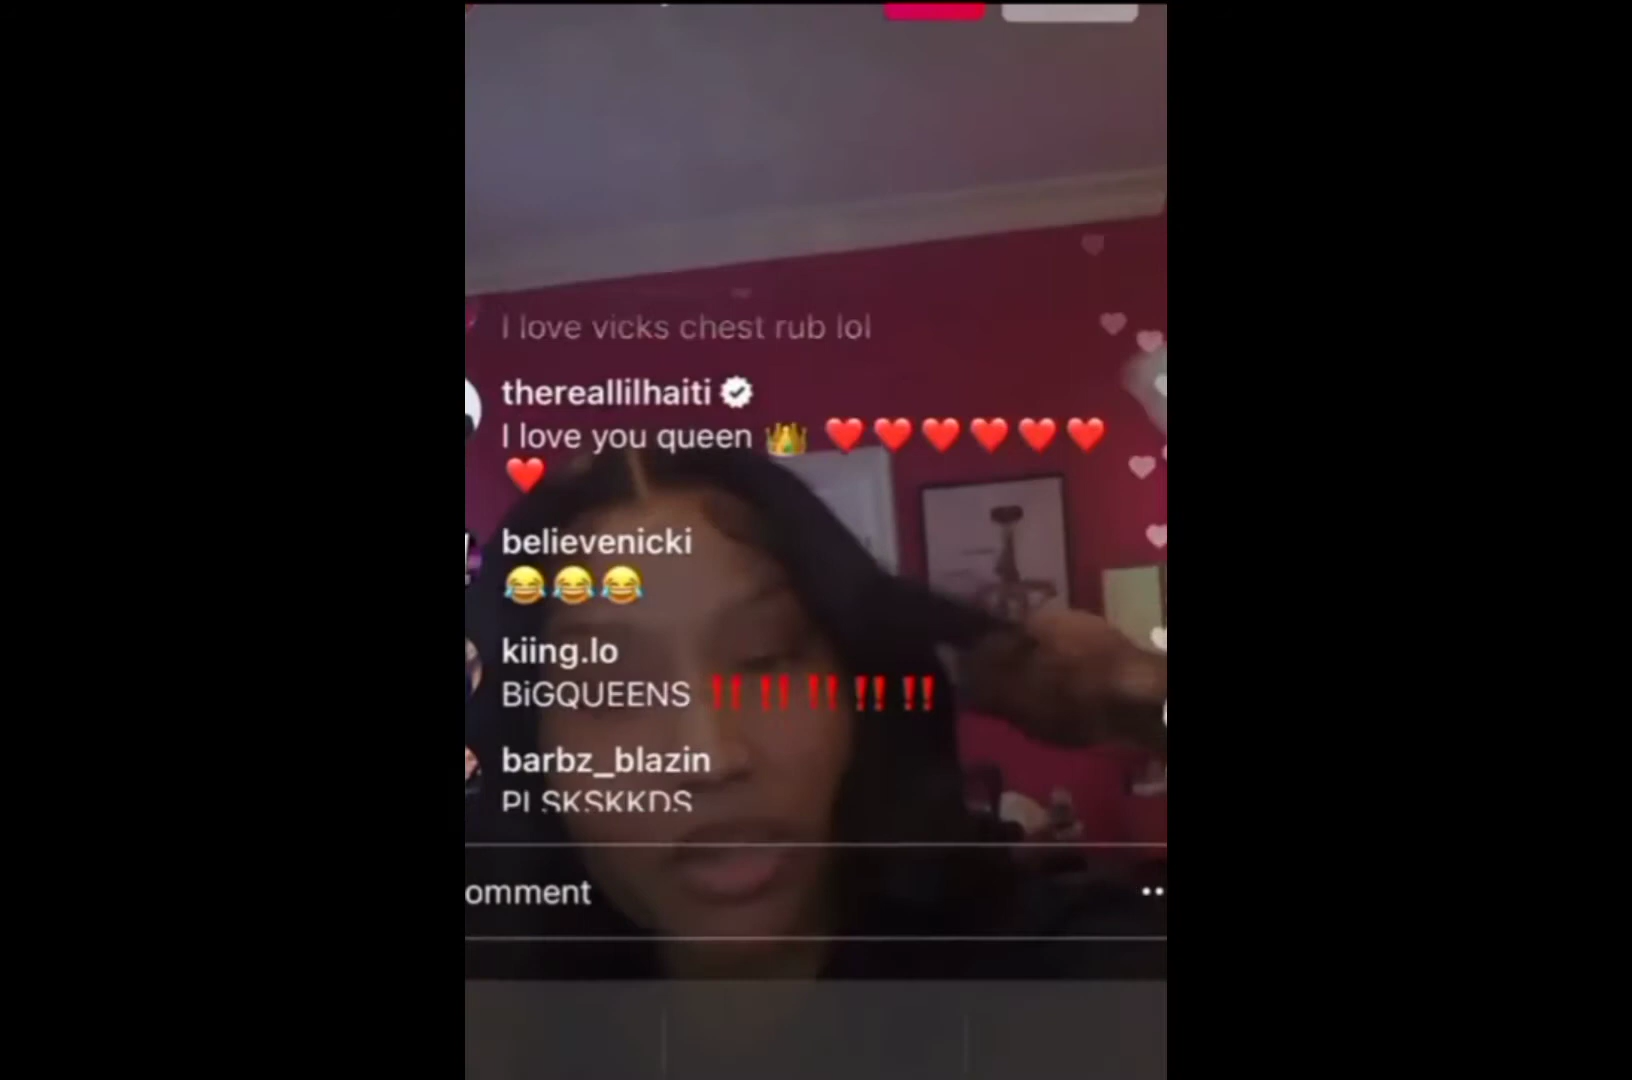 I love vicks chest rub lol
thereallilhaiti
I love you queen 👑 ❤️❤️❤️❤️❤️❤️
❤️
believenicki
😂😂😂
kiing.lo
BiGQUEENS ‼️‼️‼️‼️‼️
barbz_blazin
PLSKSKKDS
omment